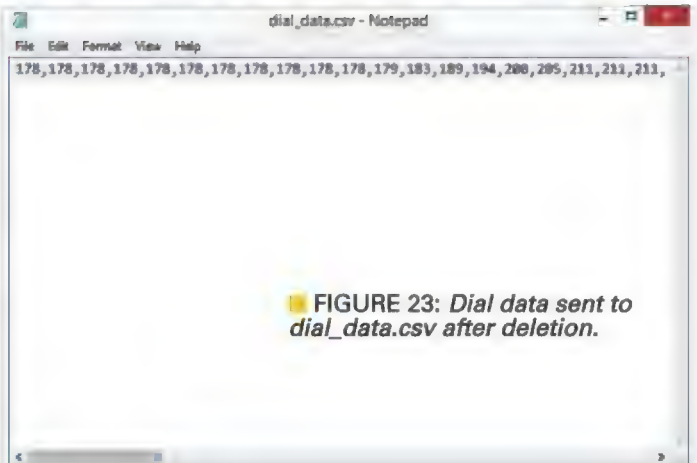 dial_data.csv - Notepad
File Edit Format View Help
178,178,178,178,178,178,178,178,178,178,178,179,183,189,194,200,205,211,211,211,
FIGURE 23: Dial data sent to
dial_data.csv after deletion.